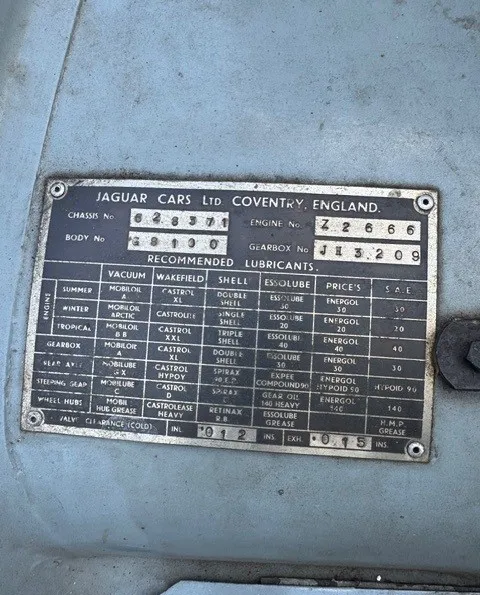 JAGUAR CARS LTD COVENTRY, ENGLAND.
CHASSIS No 628371 ENGINE No. Z2666
BODY No G8100 GEARBOX No JH3209
RECOMMENDED LUBRICANTS.
VACUUM WAKEFIELD SHELL ESSOLUBE PRICE'S S.A.E.
ENGINE SUMMER MOBILOIL A CASTROL XL DOUBLE SHELL ESSOLUBE 30 ENERGOL 30 30
WINTER MOBILOIL ARCTIC CASTROLITE SINGLE SHELL ESSOLUBE 20 ENERGOL 20 20
TROPICAL MOBILOIL BB CASTROL XXL TRIPLE SHELL ESSOLUBE 40 ENERGOL 40 40
GEARBOX MOBILOIL A CASTROL XL DOUBLE SHELL ESSOLUBE 30 ENERGOL 30 30
REAR AXLE MOBILUBE GX CASTROL HYPOY SPIRAX EXPEE COMPOUND 90 ENERGOL HYPOID 90 HYPOID 90
STEERING GEAR MOBILUBE C CASTROL D SPIRAX GEAR OIL 140 HEAVY ENERGOL 140 140
WHEEL HUBS MOBIL HUB GREASE CASTROLEASE HEAVY RETINAX R.B. ESSOLUBE GREASE H.M.P. GREASE
VALVE CLEARANCE (COLD) INL .012 INS. EXH. .015 INS.